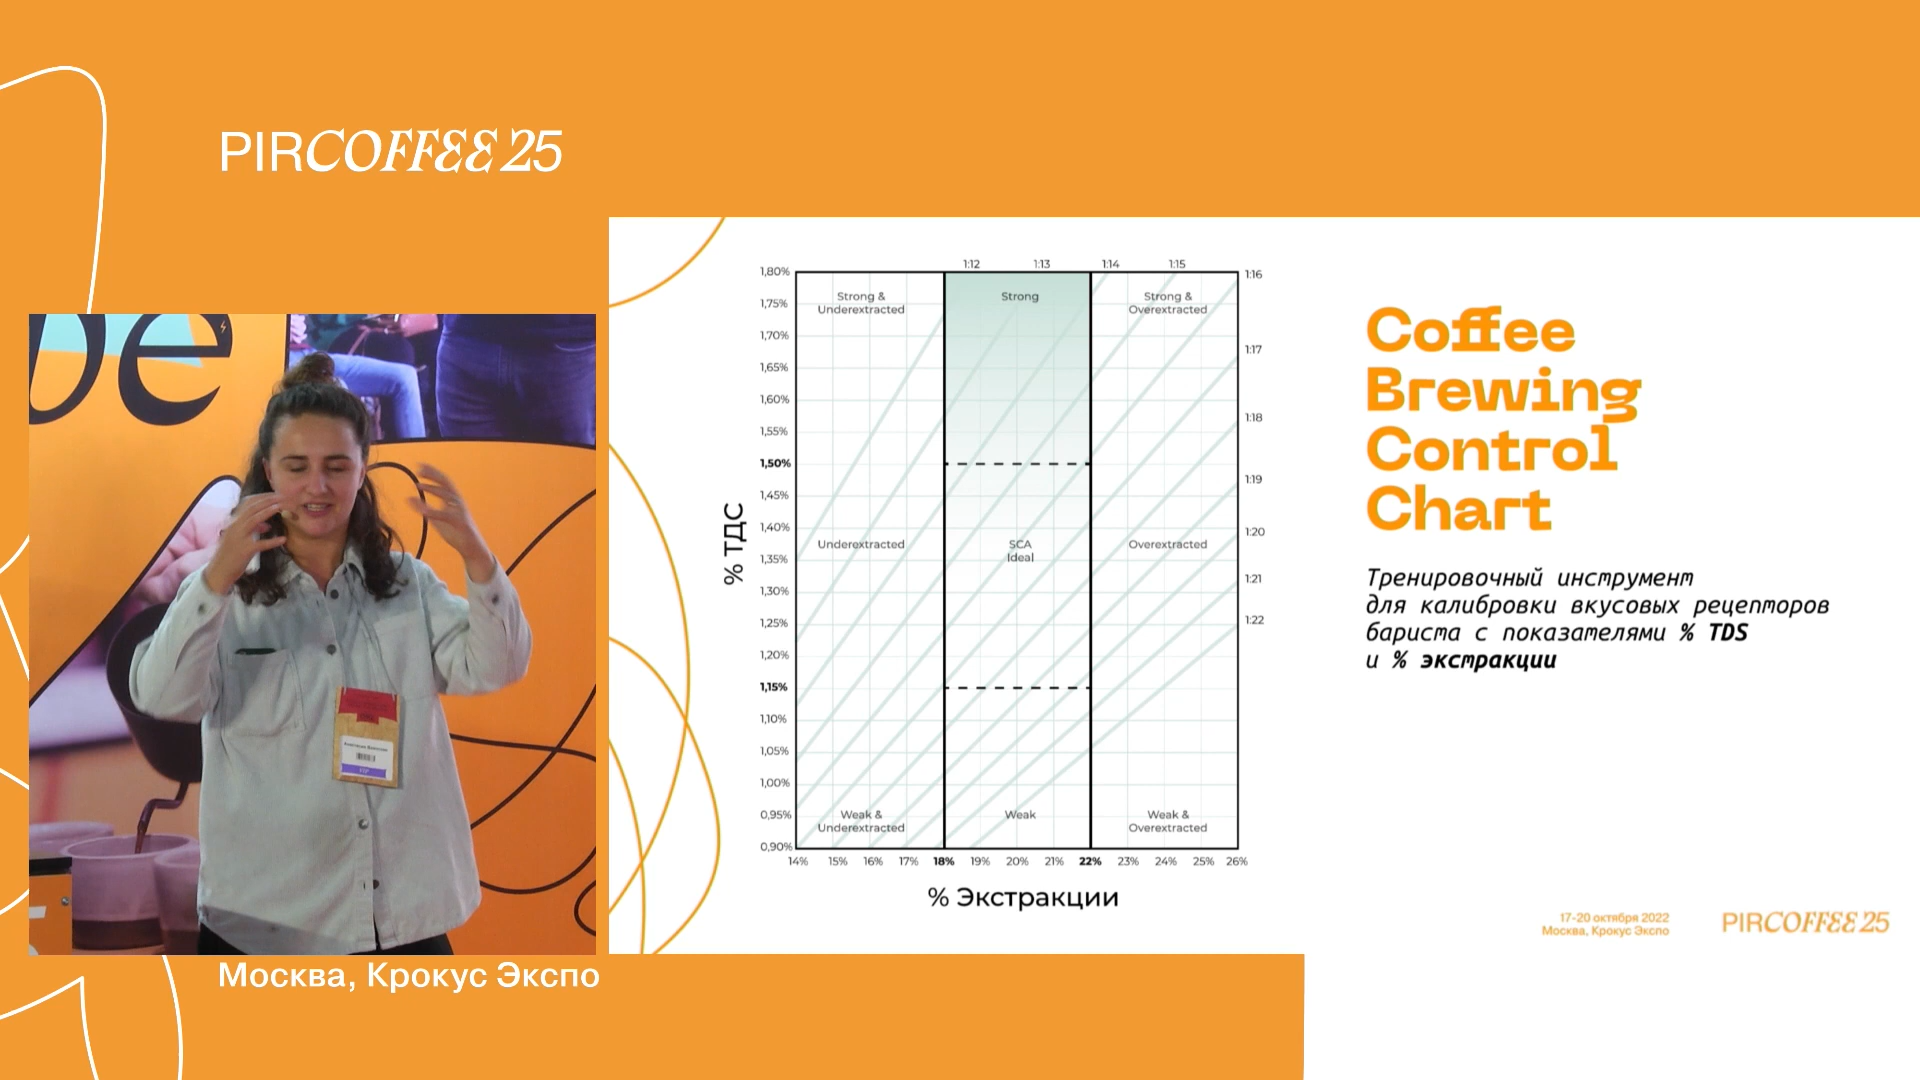 PIRCOFFEE 25
be
Москва, Крокус Экспо
VIP
1:12 1:13 1:14 1:15
1:16
1:17
1:18
1:19
1:20
1:21
1:22
1,80%
1,75%
1,70%
1,65%
1,60%
1,55%
1,50%
1,45%
1,40%
1,35%
1,30%
1,25%
1,20%
1,15%
1,10%
1,05%
1,00%
0,95%
0,90%
% ТДС
Strong &
Underextracted
Strong
Strong &
Overextracted
Underextracted
SCA
Ideal
Overextracted
Weak &
Underextracted
Weak
Weak &
Overextracted
14% 15% 16% 17% 18% 19% 20% 21% 22% 23% 24% 25% 26%
% Экстракции
Coffee
Brewing
Control
Chart
Тренировочный инструмент
для калибровки вкусовых рецепторов
бариста с показателями % TDS
и % экстракции
17-20 октября 2022
Москва, Крокус Экспо
PIRCOFFEE 25